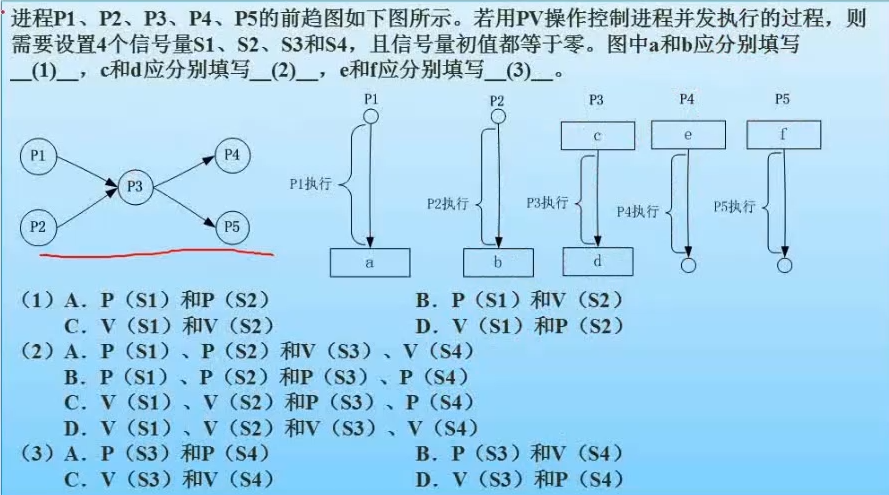 进程P1、P2、P3、P4、P5的前趋图如下图所示。若用PV操作控制进程并发执行的过程，则
需要设置4个信号量S1、S2、S3和S4，且信号量初值都等于零。图中a和b应分别填写
__(1)__，c和d应分别填写__(2)__，e和f应分别填写__(3)__。
P1 P2 P3 P4 P5
P1 P2 P3 P4 P5
P1执行 P2执行 P3执行 P4执行 P5执行
a b c d e f
（1）A．P（S1）和P（S2） B．P（S1）和V（S2）
C．V（S1）和V（S2） D．V（S1）和P（S2）
（2）A．P（S1）、P（S2）和V（S3）、V（S4）
B．P（S1）、P（S2）和P（S3）、P（S4）
C．V（S1）、V（S2）和P（S3）、P（S4）
D．V（S1）、V（S2）和V（S3）、V（S4）
（3）A．P（S3）和P（S4） B．P（S3）和V（S4）
C．V（S3）和V（S4） D．V（S3）和P（S4）